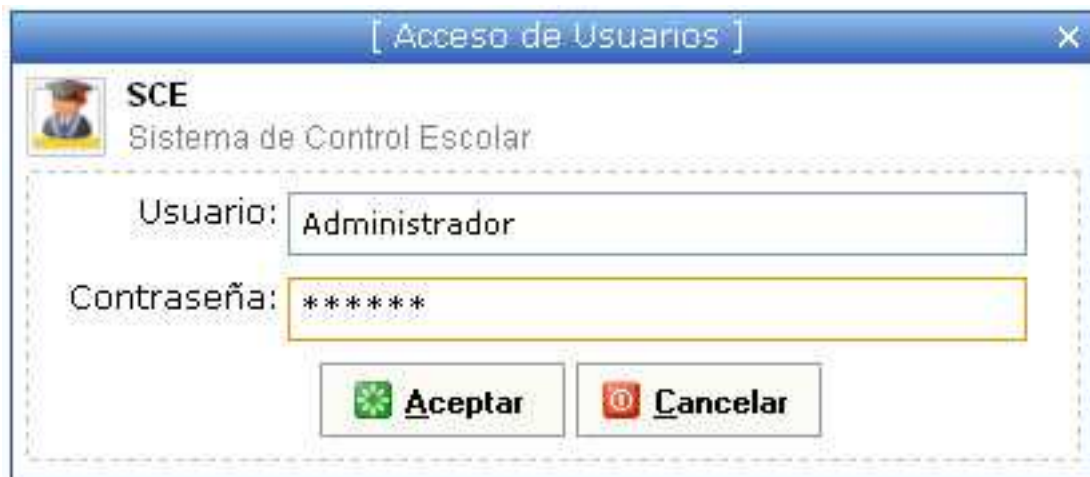 [ Acceso de Usuarios ]
SCE
Sistema de Control Escolar
Usuario: Administrador
Contraseña: ******
Aceptar Cancelar